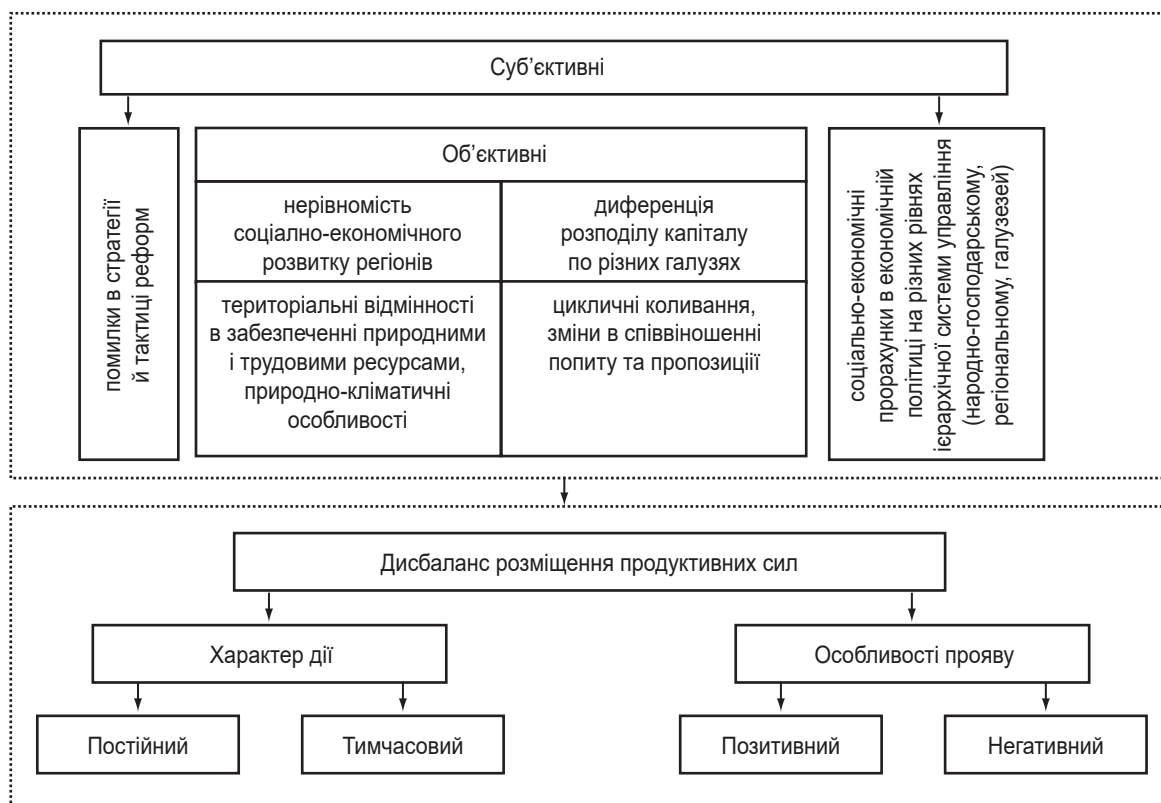 Суб’єктивні
помилки в стратегії
й тактиці реформ
Об’єктивні
нерівномість
соціално-економічного
розвитку регіонів
диференція
розподілу капіталу
по різних галузях
територіальні відмінності
в забезпеченні природними
і трудовими ресурсами,
природно-кліматичні
особливості
цикличні коливання,
зміни в співвіношенні
попиту та пропозициіії
соціально-економічні
прорахунки в економічній
політиці на різних рівнях
ієрархічної системи управління
(народно-господарському,
регіональному, галузезей)
Дисбаланс розміщення продуктивних сил
Характер дії
Особливості прояву
Постійний
Тимчасовий
Позитивний
Негативний